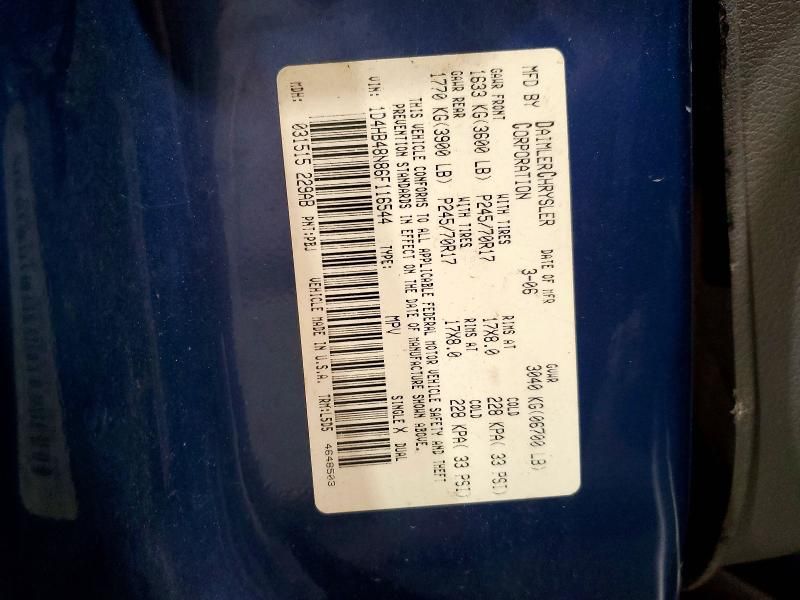 MFD BY DAIMLERCHRYSLER CORPORATION DATE OF MFR 3-06 GVWR 3040 KG(06700 LB)
GAWR FRONT WITH TIRES RIMS AT COLD
1633 KG(3600 LB) P245/70R17 17X8.0 228 KPA( 33 PSI)
GAWR REAR WITH TIRES RIMS AT COLD
1770 KG(3900 LB) P245/70R17 17X8.0 228 KPA( 33 PSI)
THIS VEHICLE CONFORMS TO ALL APPLICABLE FEDERAL MOTOR VEHICLE SAFETY AND THEFT
PREVENTION STANDARDS IN EFFECT ON THE DATE OF MANUFACTURE SHOWN ABOVE.
VIN: 1D4HB48N86F116544 TYPE: MPV SINGLE X DUAL
MDH: 031515 229AB PNT:PBJ VEHICLE MADE IN U.S.A. TRM:L5D5 4648503